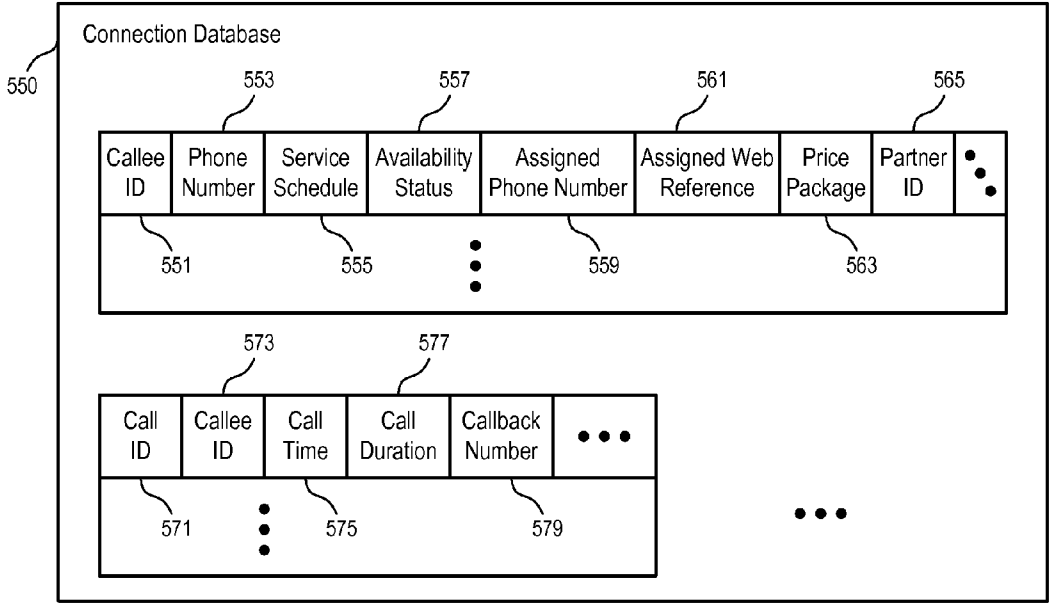 Connection Database
550
553 557 561 565
Callee ID
Phone Number
Service Schedule
Availability Status
Assigned Phone Number
Assigned Web Reference
Price Package
Partner ID
551 555 559 563
573 577
Call ID
Callee ID
Call Time
Call Duration
Callback Number
571 575 579